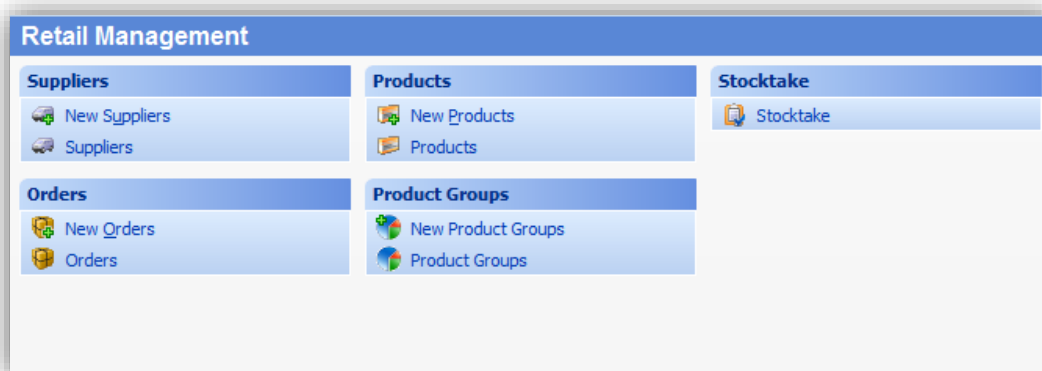 Retail Management
Suppliers
New Suppliers
Suppliers
Products
New Products
Products
Stocktake
Stocktake
Orders
New Orders
Orders
Product Groups
New Product Groups
Product Groups